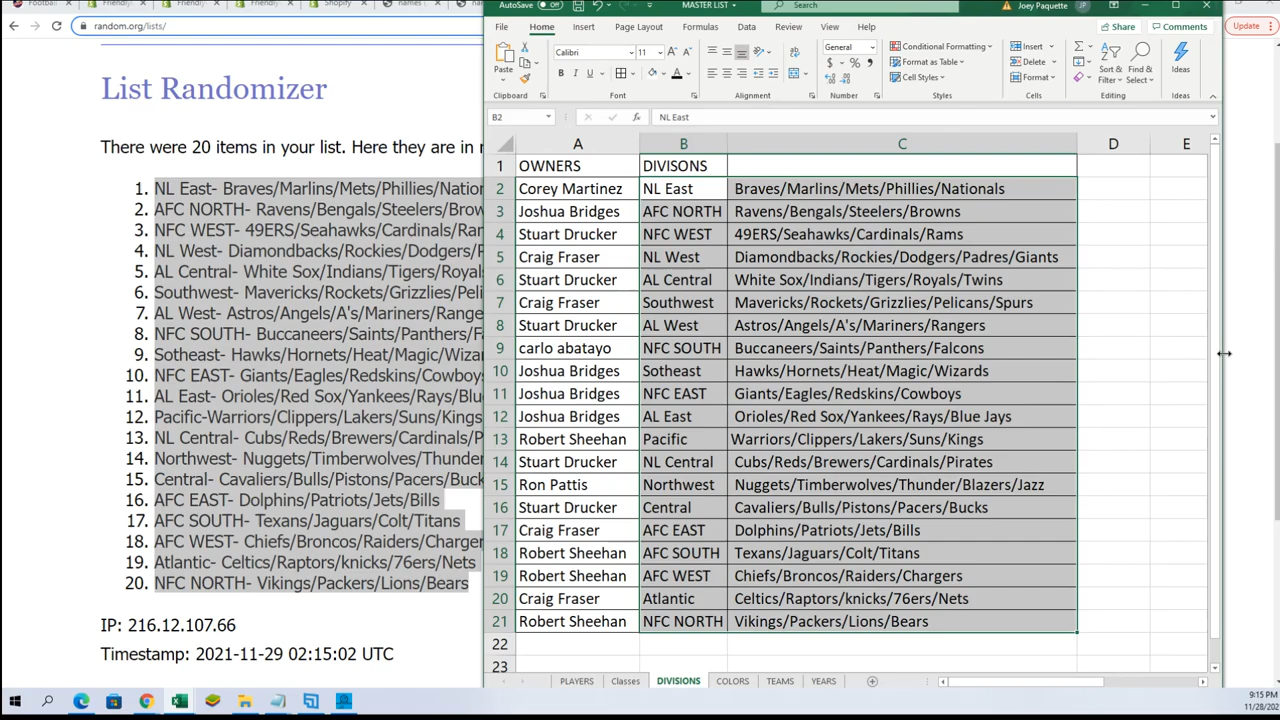 Football
Friendly
Friendly
Shopify
names
names
random.org/lists/
Update
List Randomizer
There were 20 items in your list. Here they are in
1. NL East- Braves/Marlins/Mets/Phillies/Nation
2. AFC NORTH- Ravens/Bengals/Steelers/Brow
3. NFC WEST- 49ERS/Seahawks/Cardinals/Ram
4. NL West- Diamondbacks/Rockies/Dodgers/P
5. AL Central- White Sox/Indians/Tigers/Royals
6. Southwest- Mavericks/Rockets/Grizzlies/Peli
7. AL West- Astros/Angels/A's/Mariners/Range
8. NFC SOUTH- Buccaneers/Saints/Panthers/Fa
9. Sotheast- Hawks/Hornets/Heat/Magic/Wizar
10. NFC EAST- Giants/Eagles/Redskins/Cowboys
11. AL East- Orioles/Red Sox/Yankees/Rays/Blu
12. Pacific-Warriors/Clippers/Lakers/Suns/Kings
13. NL Central- Cubs/Reds/Brewers/Cardinals/P
14. Northwest- Nuggets/Timberwolves/Thunder
15. Central- Cavaliers/Bulls/Pistons/Pacers/Buck
16. AFC EAST- Dolphins/Patriots/Jets/Bills
17. AFC SOUTH- Texans/Jaguars/Colt/Titans
18. AFC WEST- Chiefs/Broncos/Raiders/Charger
19. Atlantic- Celtics/Raptors/knicks/76ers/Nets
20. NFC NORTH- Vikings/Packers/Lions/Bears
IP: 216.12.107.66
Timestamp: 2021-11-29 02:15:02 UTC
AutoSave Off MASTER LIST Search Joey Paquette
File Home Insert Page Layout Formulas Data Review View Help Share Comments
Calibri 11 General Conditional Formatting Insert
Paste B I U $ % Format as Table Delete Sort & Find & Ideas
Cell Styles Format Filter Select
Clipboard Font Alignment Number Styles Cells Editing Ideas
B2 fx NL East
A B C D E
1 OWNERS DIVISONS
2 Corey Martinez NL East Braves/Marlins/Mets/Phillies/Nationals
3 Joshua Bridges AFC NORTH Ravens/Bengals/Steelers/Browns
4 Stuart Drucker NFC WEST 49ERS/Seahawks/Cardinals/Rams
5 Craig Fraser NL West Diamondbacks/Rockies/Dodgers/Padres/Giants
6 Stuart Drucker AL Central White Sox/Indians/Tigers/Royals/Twins
7 Craig Fraser Southwest Mavericks/Rockets/Grizzlies/Pelicans/Spurs
8 Stuart Drucker AL West Astros/Angels/A's/Mariners/Rangers
9 carlo abatayo NFC SOUTH Buccaneers/Saints/Panthers/Falcons
10 Joshua Bridges Sotheast Hawks/Hornets/Heat/Magic/Wizards
11 Joshua Bridges NFC EAST Giants/Eagles/Redskins/Cowboys
12 Joshua Bridges AL East Orioles/Red Sox/Yankees/Rays/Blue Jays
13 Robert Sheehan Pacific Warriors/Clippers/Lakers/Suns/Kings
14 Stuart Drucker NL Central Cubs/Reds/Brewers/Cardinals/Pirates
15 Ron Pattis Northwest Nuggets/Timberwolves/Thunder/Blazers/Jazz
16 Stuart Drucker Central Cavaliers/Bulls/Pistons/Pacers/Bucks
17 Craig Fraser AFC EAST Dolphins/Patriots/Jets/Bills
18 Robert Sheehan AFC SOUTH Texans/Jaguars/Colt/Titans
19 Robert Sheehan AFC WEST Chiefs/Broncos/Raiders/Chargers
20 Craig Fraser Atlantic Celtics/Raptors/knicks/76ers/Nets
21 Robert Sheehan NFC NORTH Vikings/Packers/Lions/Bears
22
23
PLAYERS Classes DIVISIONS COLORS TEAMS YEARS
9:15 PM
11/28/202